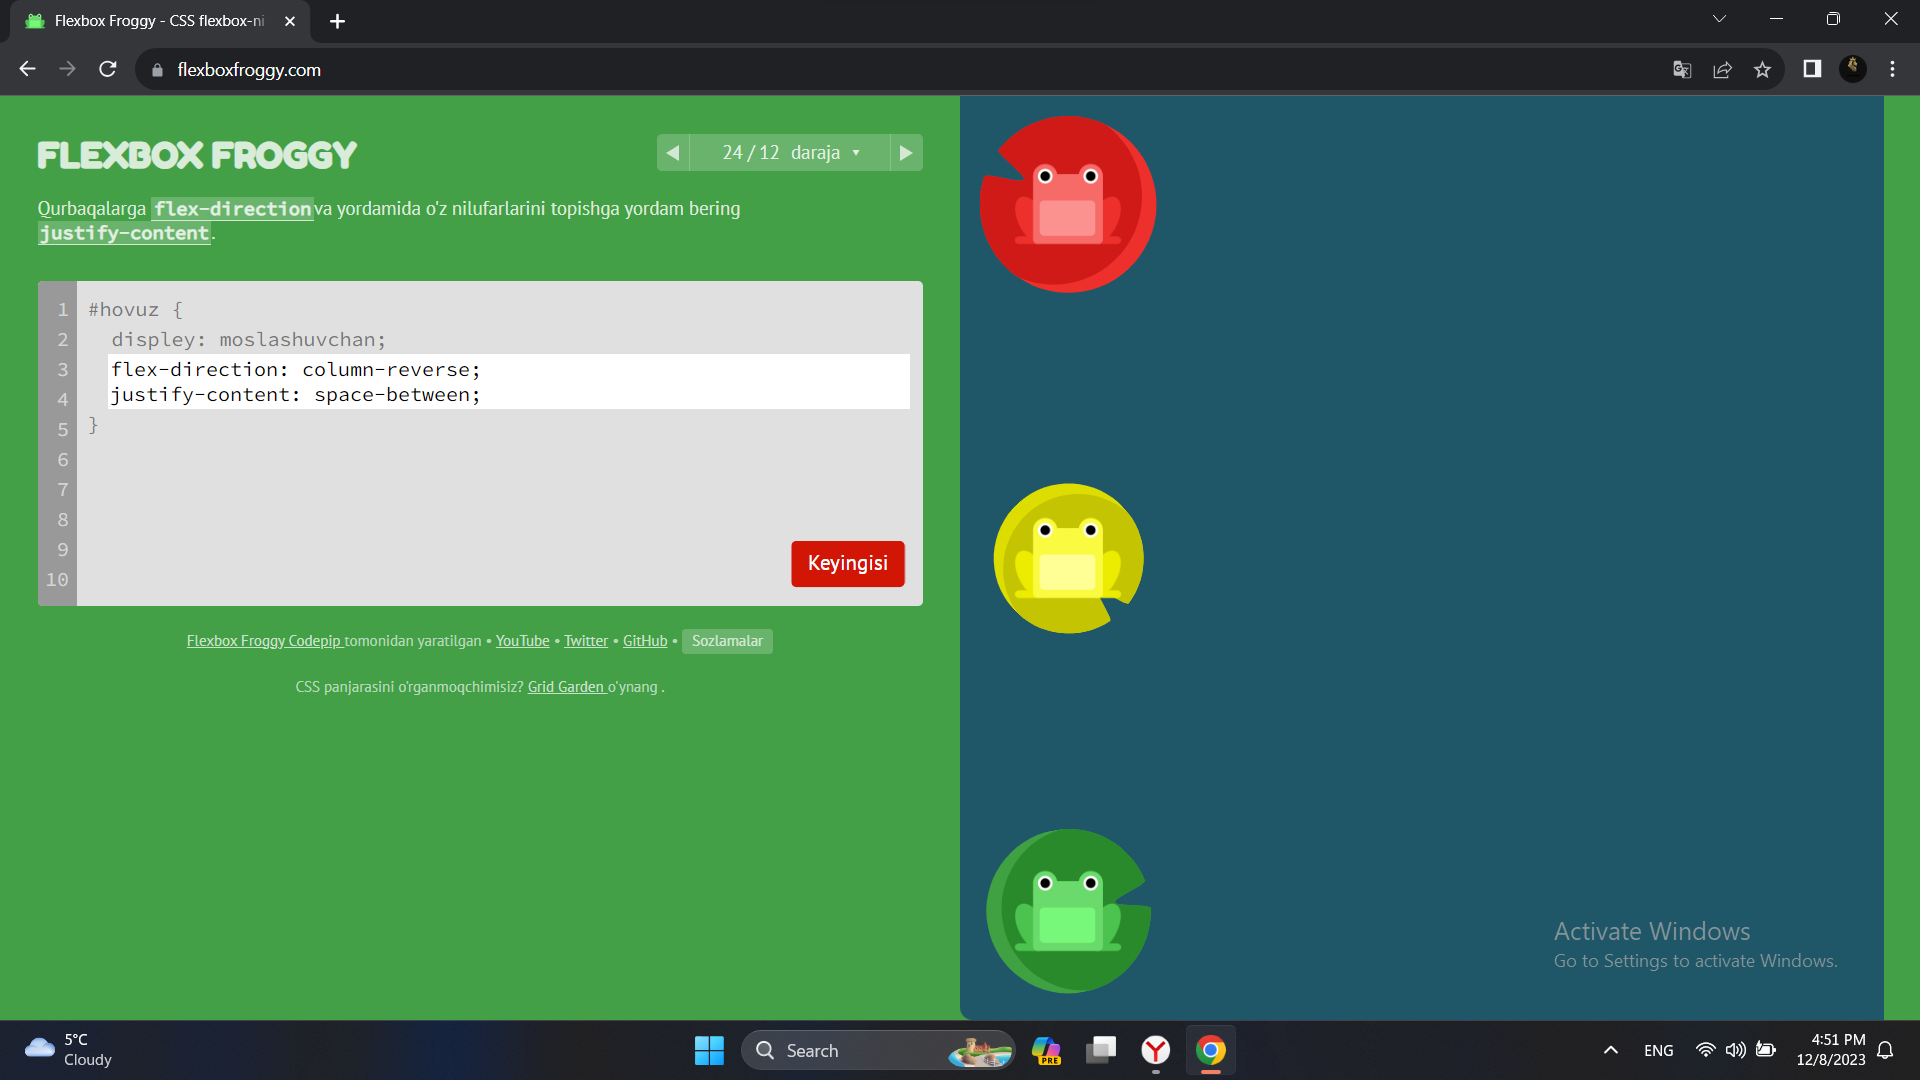 Flexbox Froggy - CSS flexbox-ni
flexboxfroggy.com
FLEXBOX FROGGY
24 / 12 daraja
Qurbaqalarga flex-directionva yordamida o'z nilufarlarini topishga yordam bering
justify-content.
1 #hovuz {
2 displey: moslashuvchan;
3 flex-direction: column-reverse;
4 justify-content: space-between;
5 }
6
7
8
9
10
Keyingisi
Flexbox Froggy Codepip tomonidan yaratilgan • YouTube • Twitter • GitHub • Sozlamalar
CSS panjarasini o'rganmoqchimisiz? Grid Garden o'ynang .
Activate Windows
Go to Settings to activate Windows.
5°C
Cloudy
Search
PRE
ENG
4:51 PM
12/8/2023